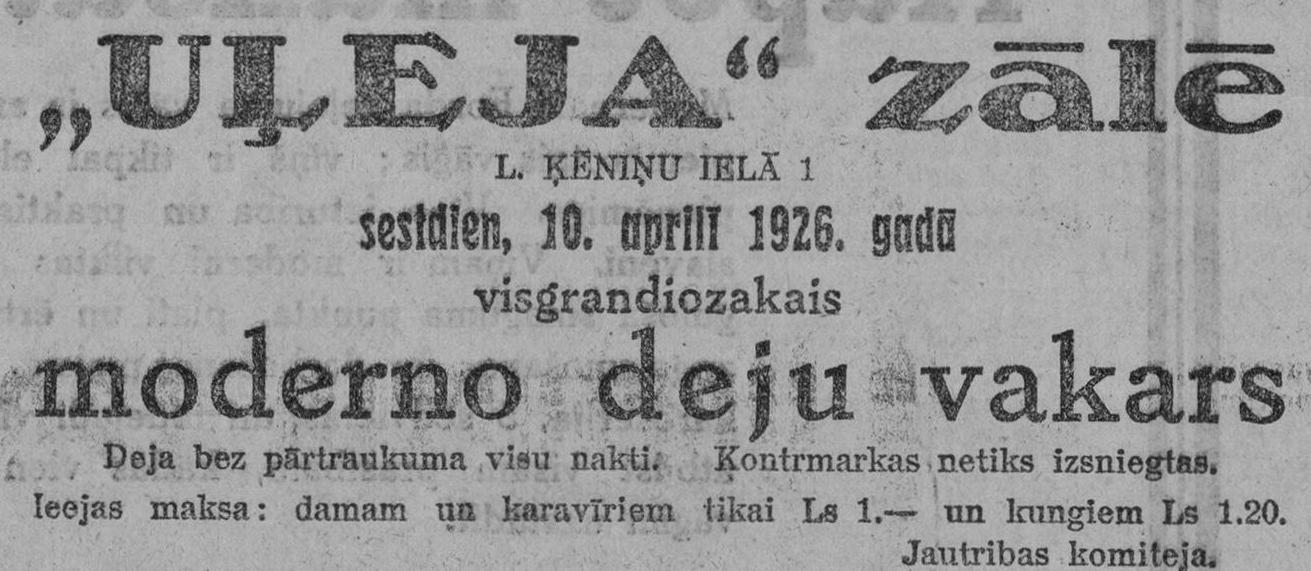 „UĻEJA“ zālē
L. ĶĒNIŅU IELĀ 1
sestdien, 10. aprilī 1926. gadā
visgrandiozakais
moderno deju vakars
Deja bez pārtraukuma visu nakti. Kontrmarkas netiks izsniegtas.
Ieejas maksa: damam un karavīriem tikai Ls 1.— un kungiem Ls 1.20.
Jautribas komiteja.